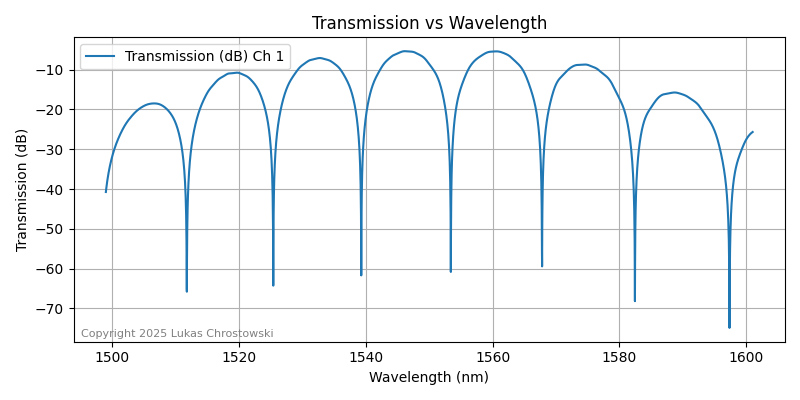 Transmission vs Wavelength
Transmission (dB) Ch 1
Transmission (dB)
−10
−20
−30
−40
−50
−60
−70
Copyright 2025 Lukas Chrostowski
1500 1520 1540 1560 1580 1600
Wavelength (nm)